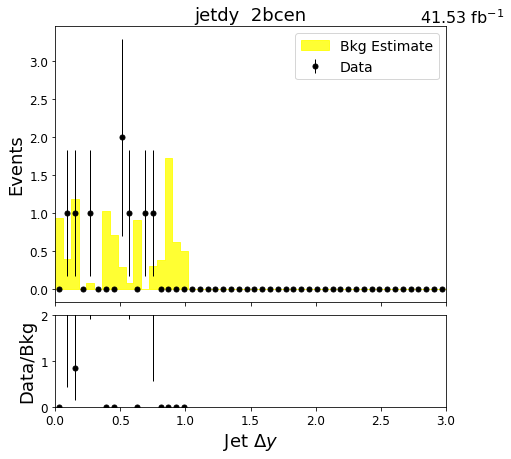 jetdy 2bcen
41.53 fb⁻¹
Bkg Estimate
Data
Events
3.0
2.5
2.0
1.5
1.0
0.5
0.0
Data/Bkg
2
1
0
0.0 0.5 1.0 1.5 2.0 2.5 3.0
Jet Δy